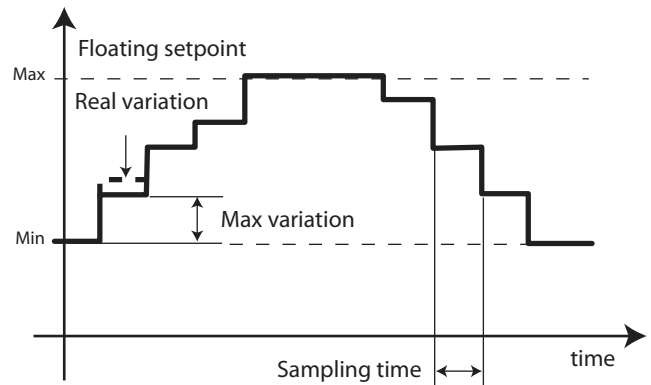 Floating setpoint
Max
Real variation
Max variation
Min
time
Sampling time